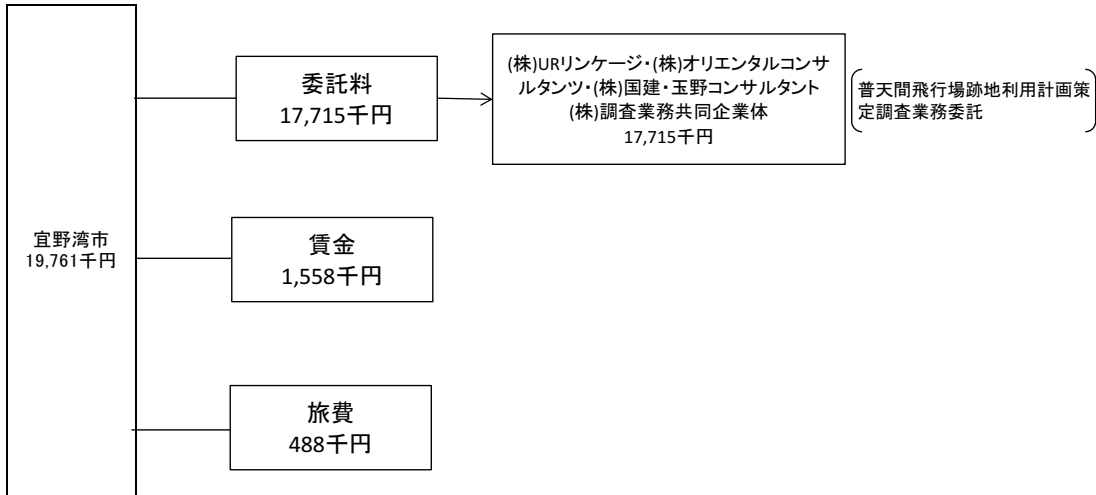 宜野湾市
19,761千円
委託料
17,715千円
(株)URリンケージ・(株)オリエンタルコンサ
ルタンツ・(株)国建・玉野コンサルタント
(株)調査業務共同企業体
17,715千円
普天間飛行場跡地利用計画策
定調査業務委託
賃金
1,558千円
旅費
488千円